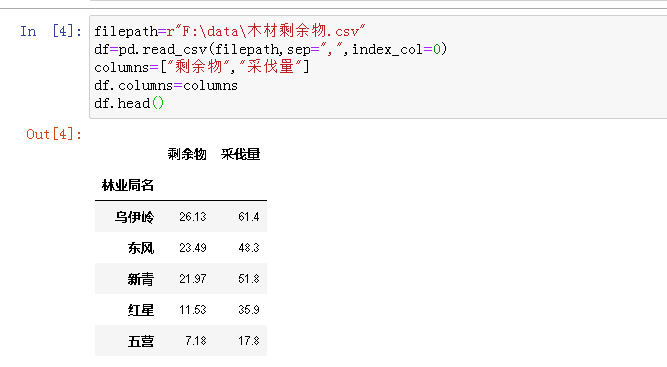 In [4]: filepath=r"F:\data\木材剩余物.csv"
df=pd.read_csv(filepath,sep=",",index_col=0)
columns=["剩余物","采伐量"]
df.columns=columns
df.head()
Out[4]:
剩余物 采伐量
林业局名
乌伊岭 26.13 61.4
东风 23.49 48.3
新青 21.97 51.8
红星 11.53 35.9
五营 7.18 17.8